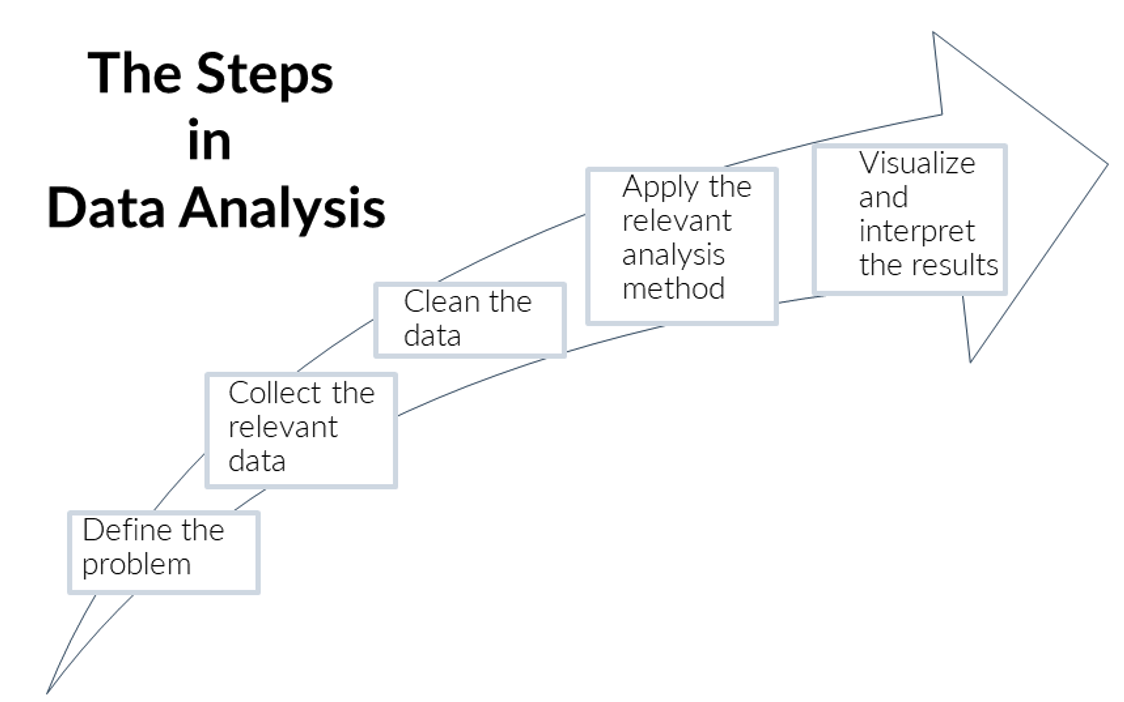 The Steps
in
Data Analysis
Define the
problem
Collect the
relevant
data
Clean the
data
Apply the
relevant
analysis
method
Visualize
and
interpret
the results